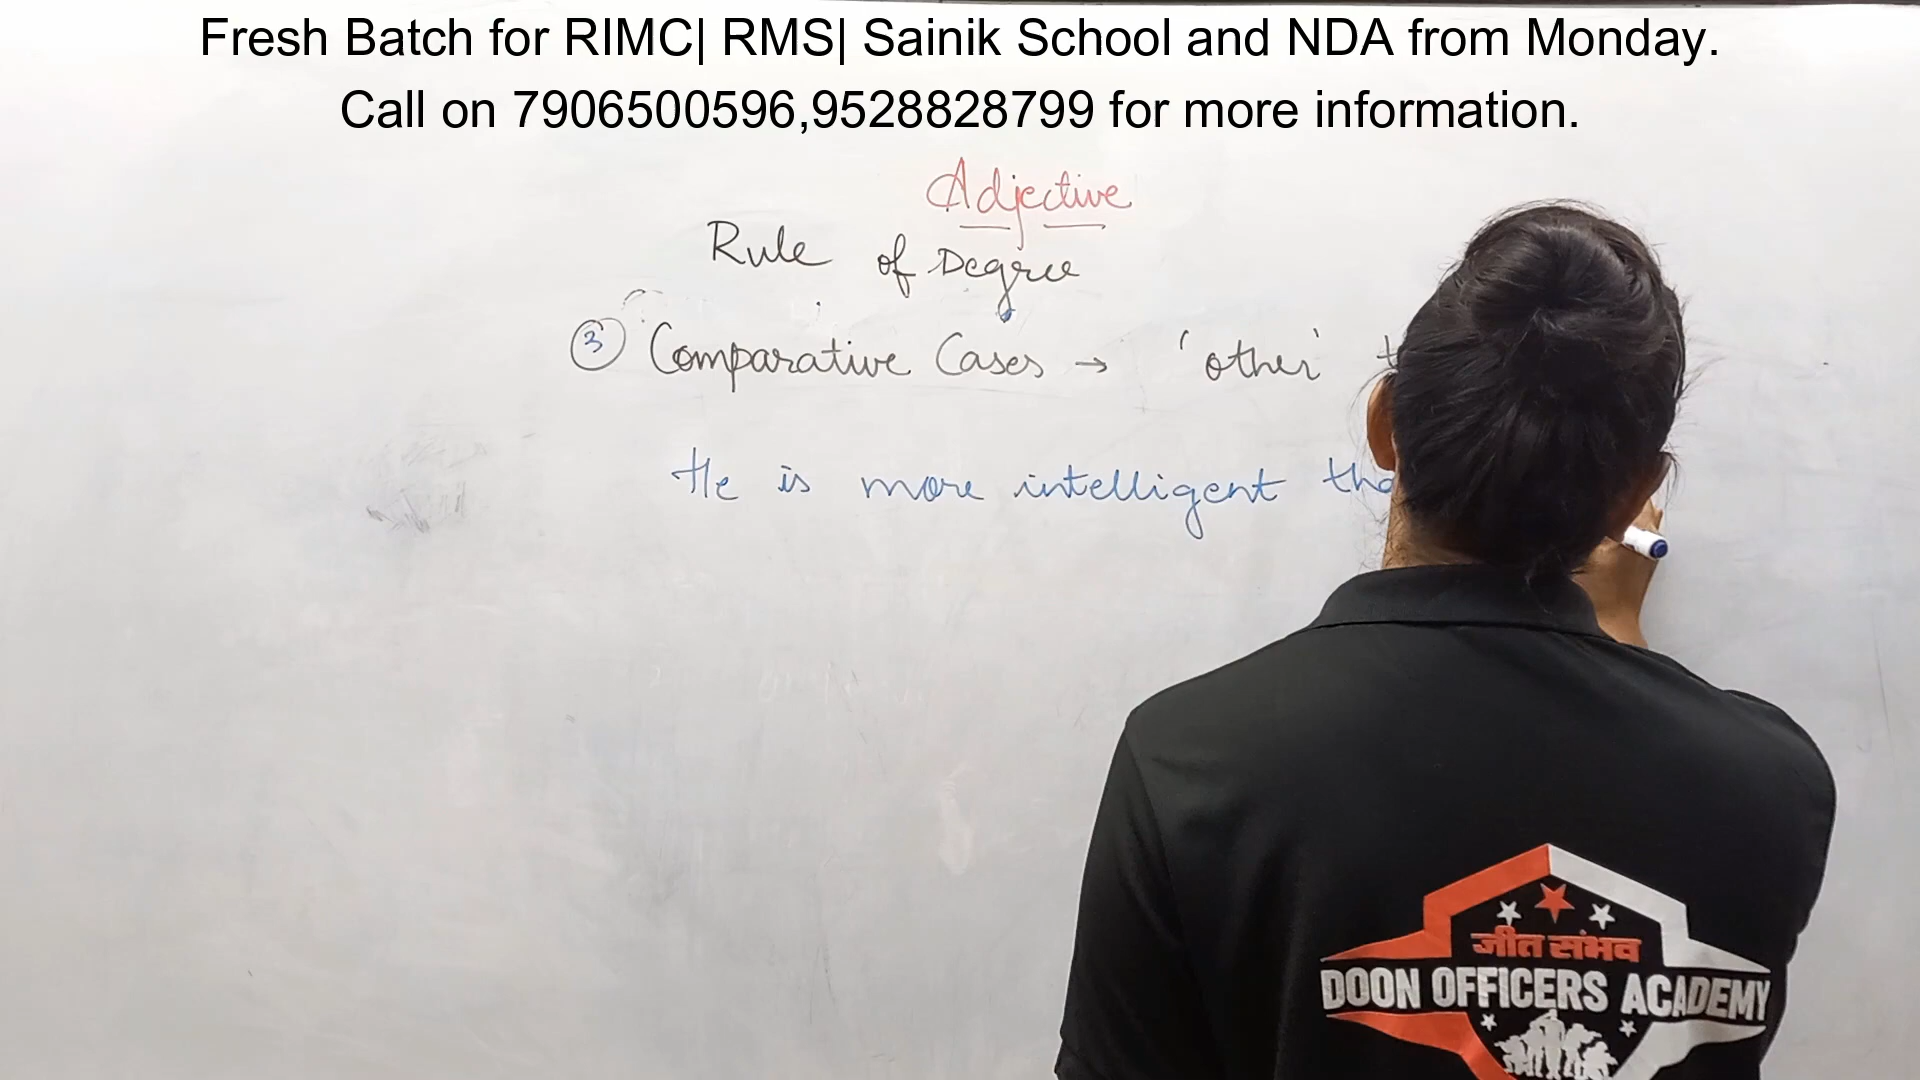 Fresh Batch for RIMC| RMS| Sainik School and NDA from Monday.
Call on 7906500596,9528828799 for more information.
Adjective
Rule of Degree
3 Comparative Cases → 'other'
He is more intelligent
जीत संभव
DOON OFFICERS ACADEMY